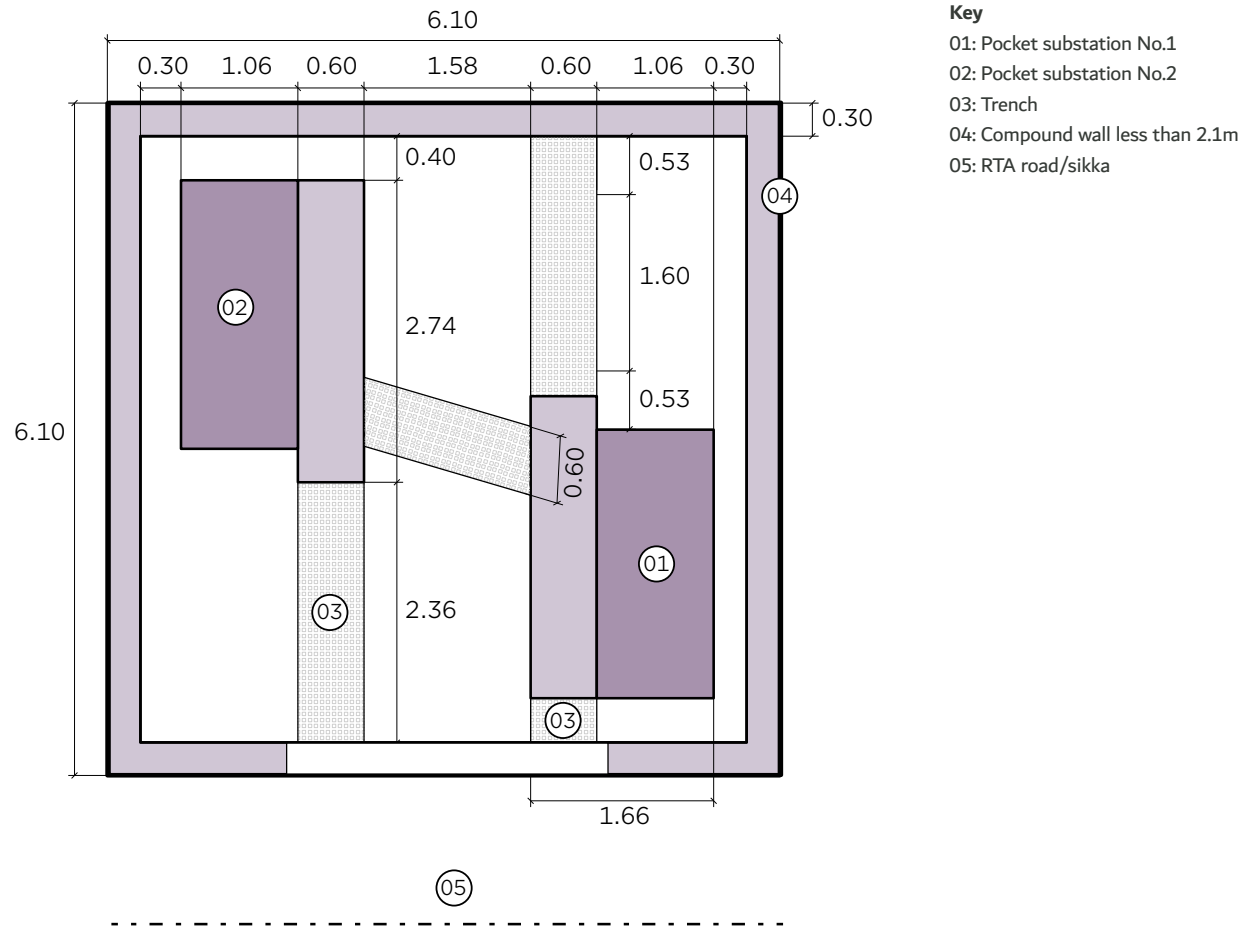 6.10
0.30 1.06 0.60 1.58 0.60 1.06 0.30
0.30
0.40
0.53
04
1.60
02
2.74
0.53
6.10
0.60
01
03
2.36
03
1.66
05
Key
01: Pocket substation No.1
02: Pocket substation No.2
03: Trench
04: Compound wall less than 2.1m
05: RTA road/sikka